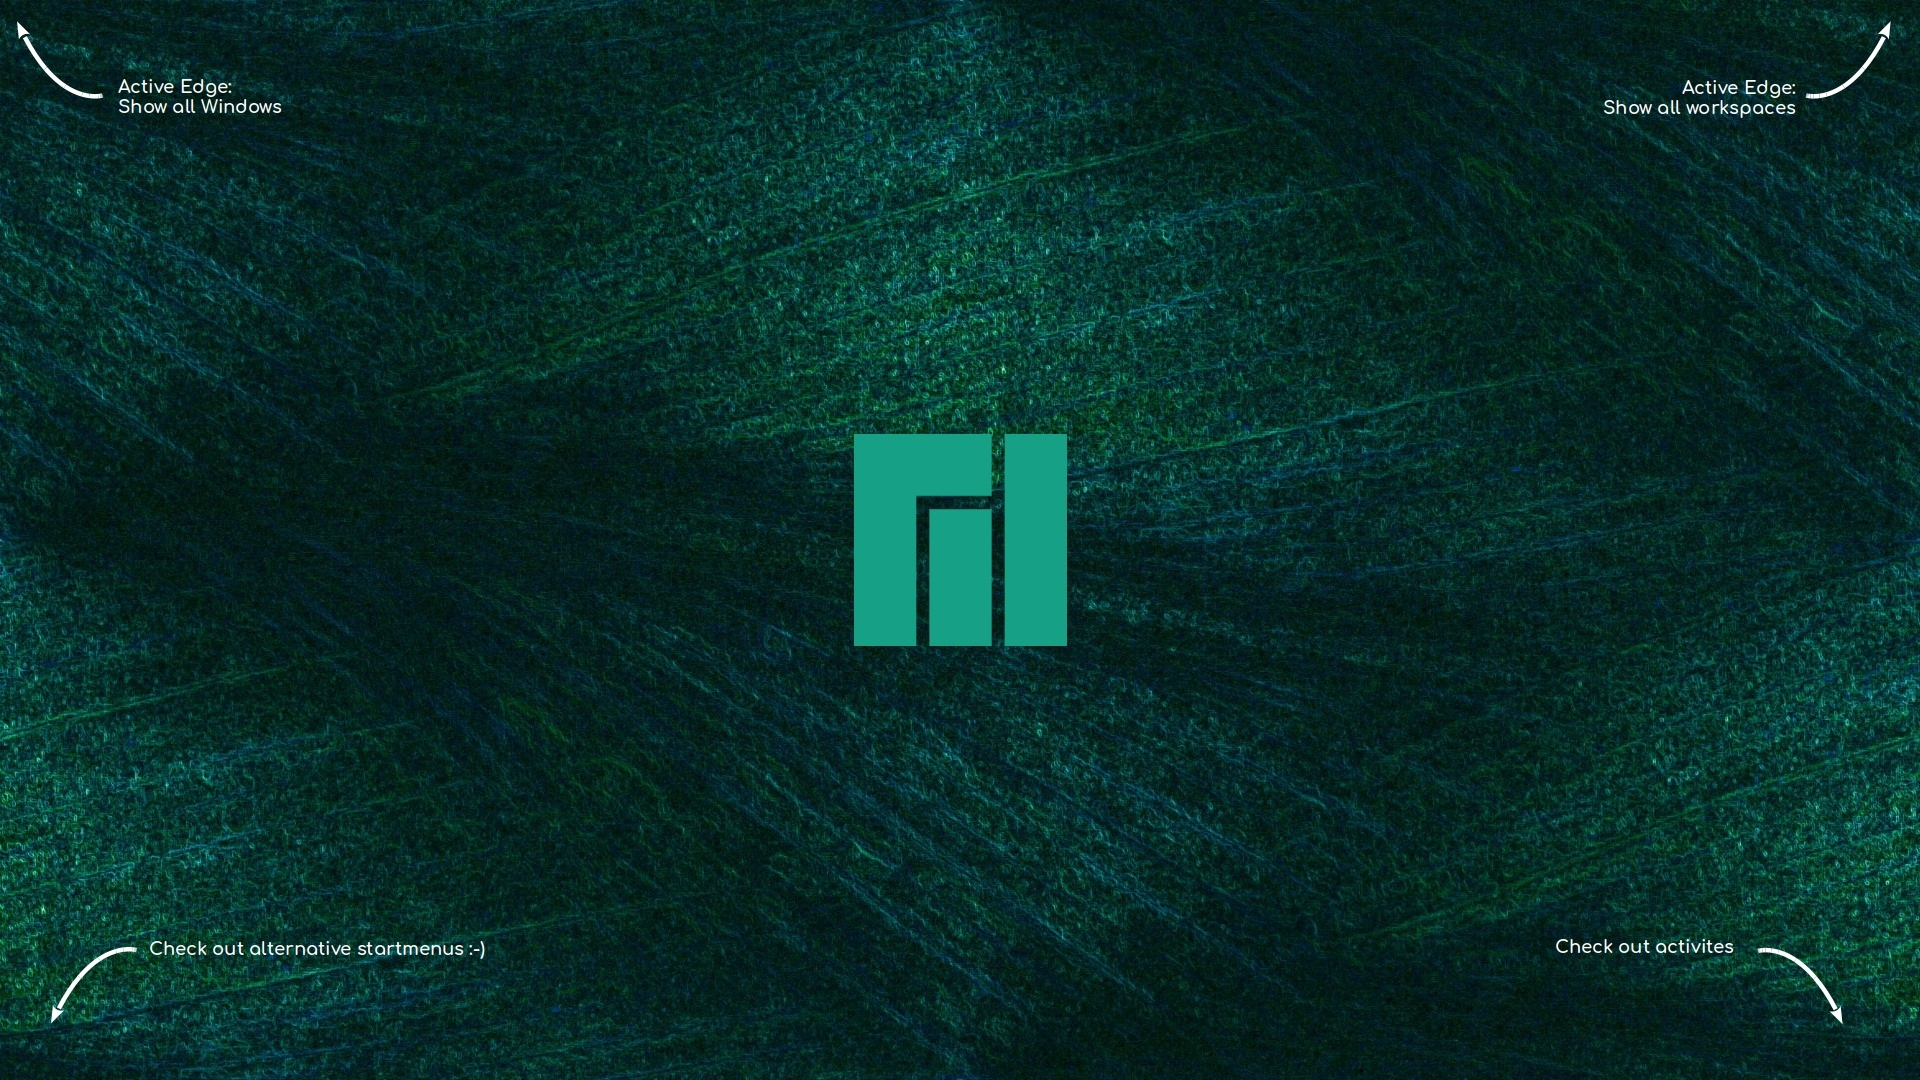 Active Edge:
Show all Windows
Active Edge:
Show all workspaces
Check out alternative startmenus :-)
Check out activites